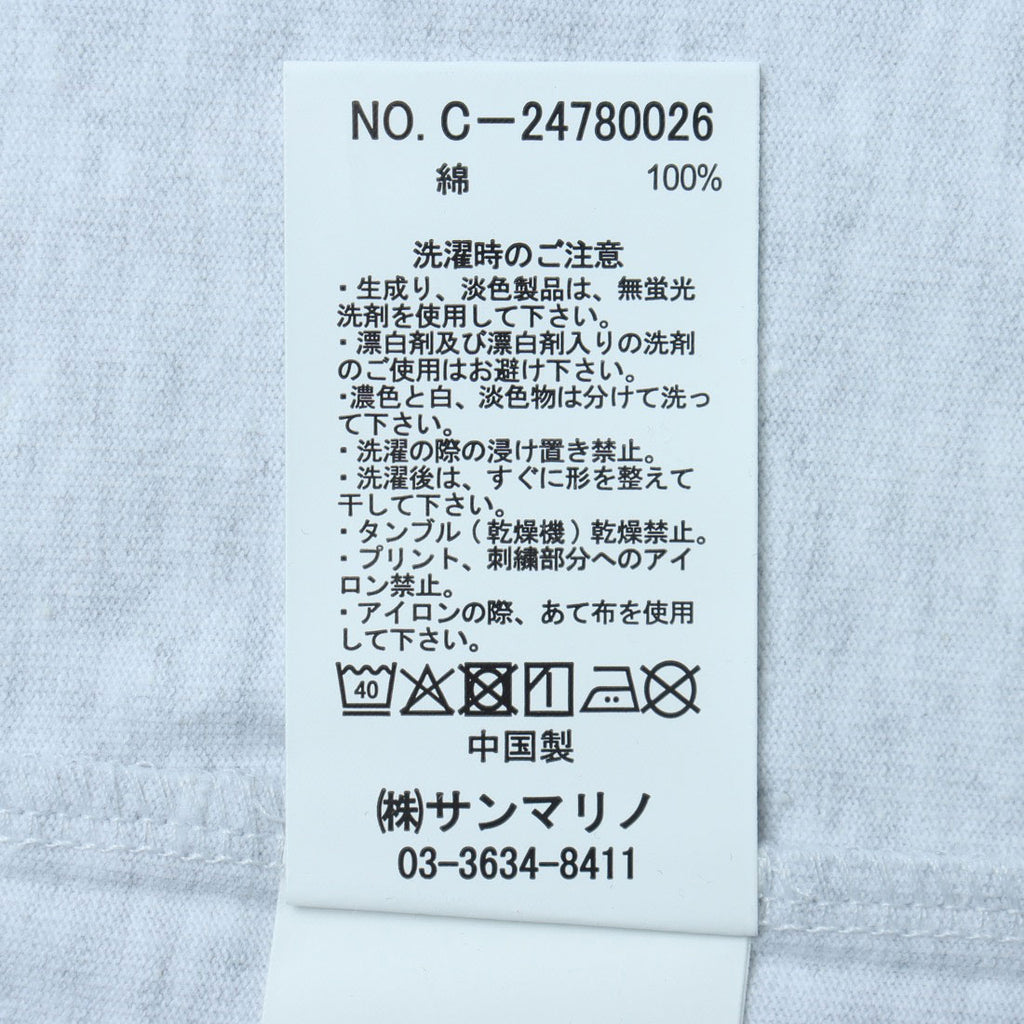 NO. C-24780026
綿 100%
洗濯時のご注意
・生成り、淡色製品は、無蛍光
洗剤を使用して下さい。
・漂白剤及び漂白剤入りの洗剤
のご使用はお避け下さい。
・濃色と白、淡色物は分けて洗っ
て下さい。
・洗濯の際の浸け置き禁止。
・洗濯後は、すぐに形を整えて
干して下さい。
・タンブル（乾燥機）乾燥禁止。
・プリント、刺繍部分へのアイ
ロン禁止。
・アイロンの際、あて布を使用
して下さい。
40
中国製
㈱サンマリノ
03-3634-8411